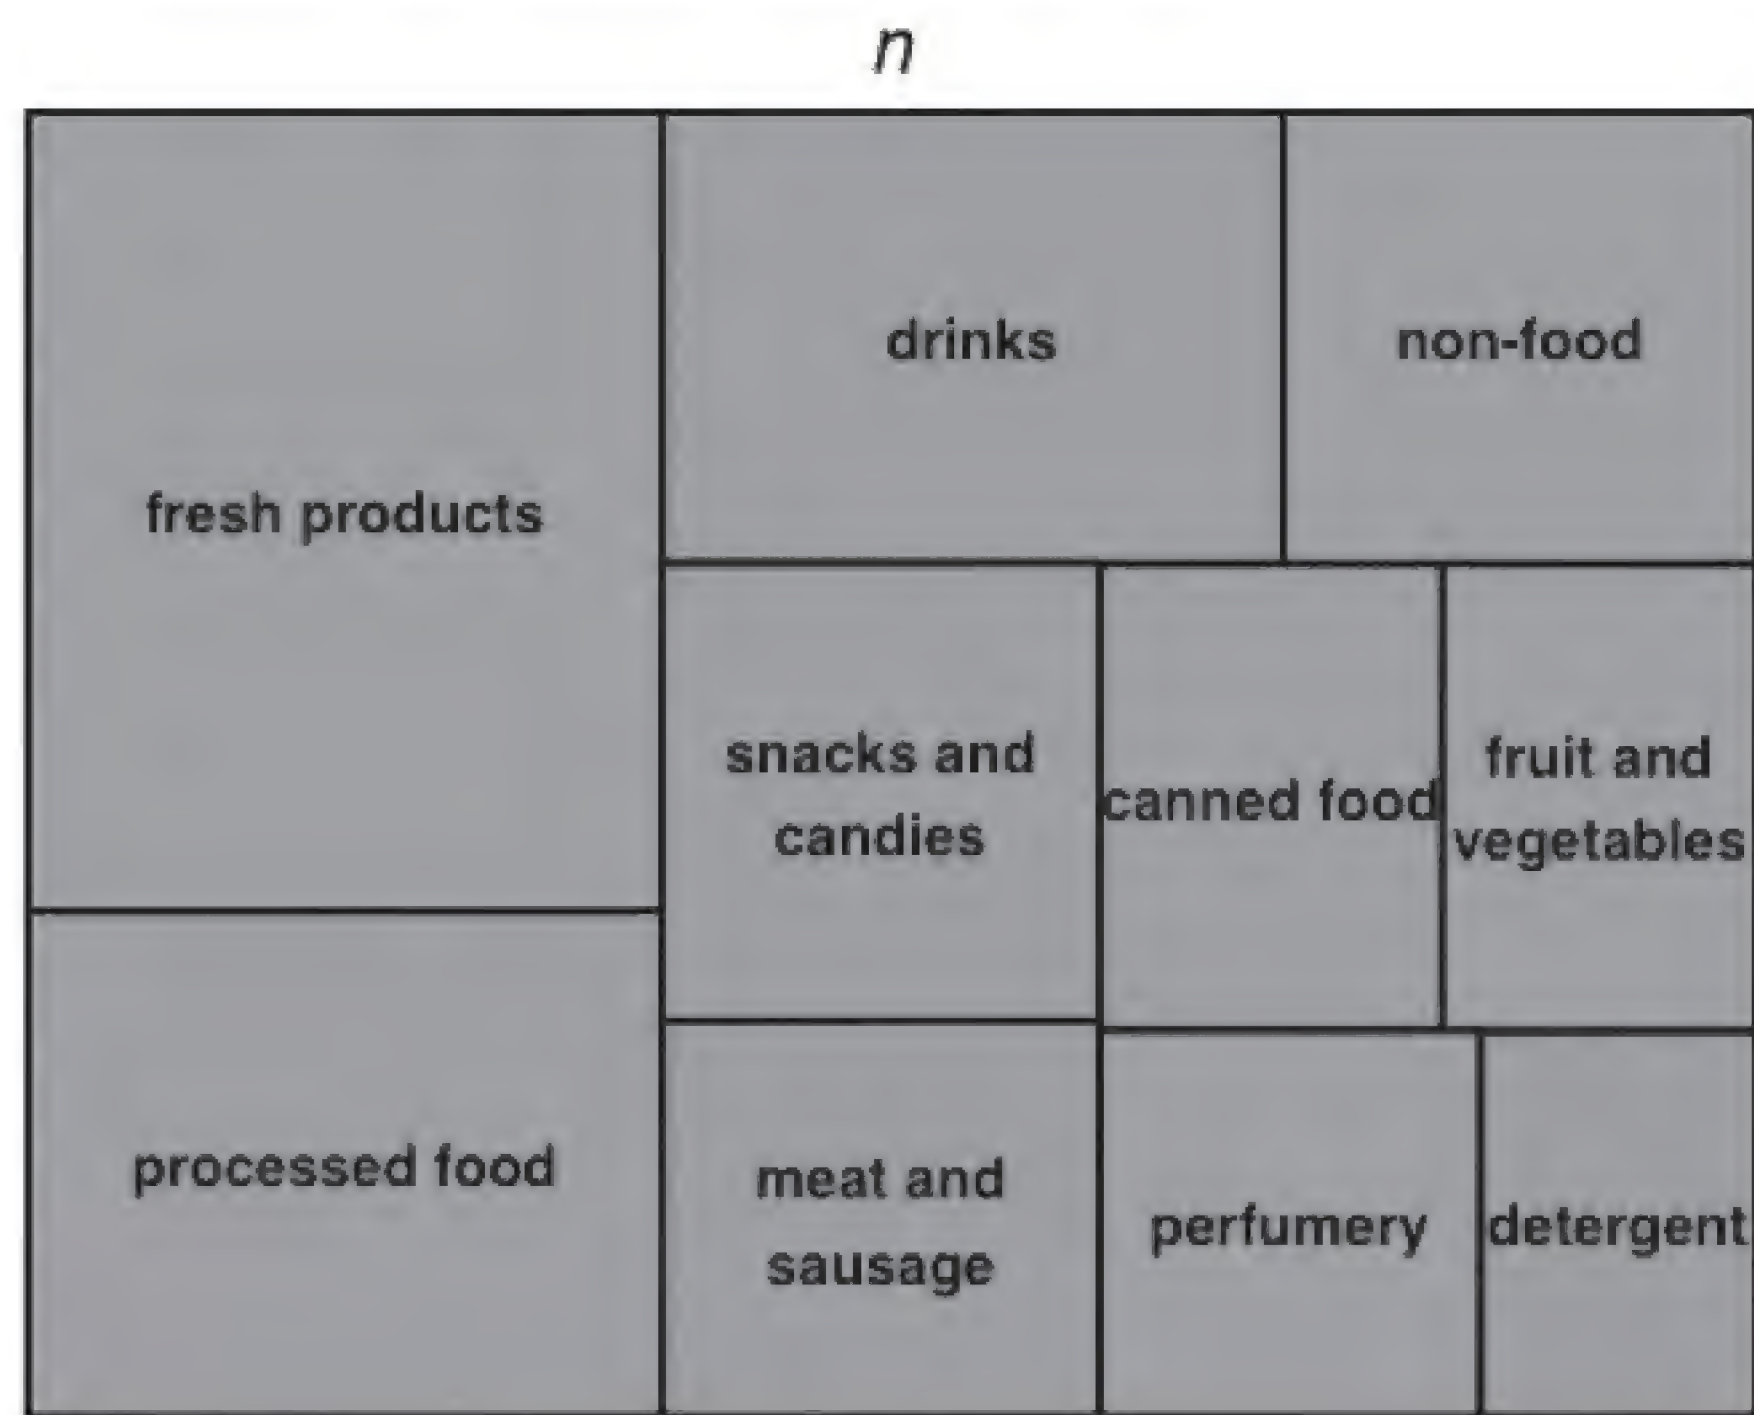 n
fresh products
drinks
non-food
snacks and
candies
canned food
fruit and
vegetables
processed food
meat and
sausage
perfumery
detergent